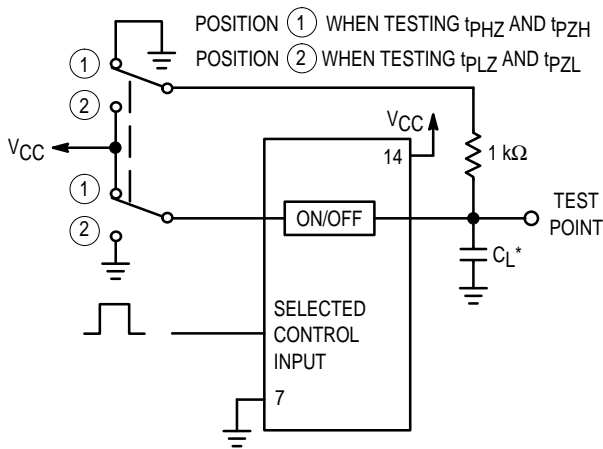 POSITION 1 WHEN TESTING tPHZ AND tPZH
POSITION 2 WHEN TESTING tPLZ AND tPZL
1
2
VCC
1
2
VCC
14
1 kΩ
ON/OFF
TEST
POINT
CL*
SELECTED
CONTROL
INPUT
7